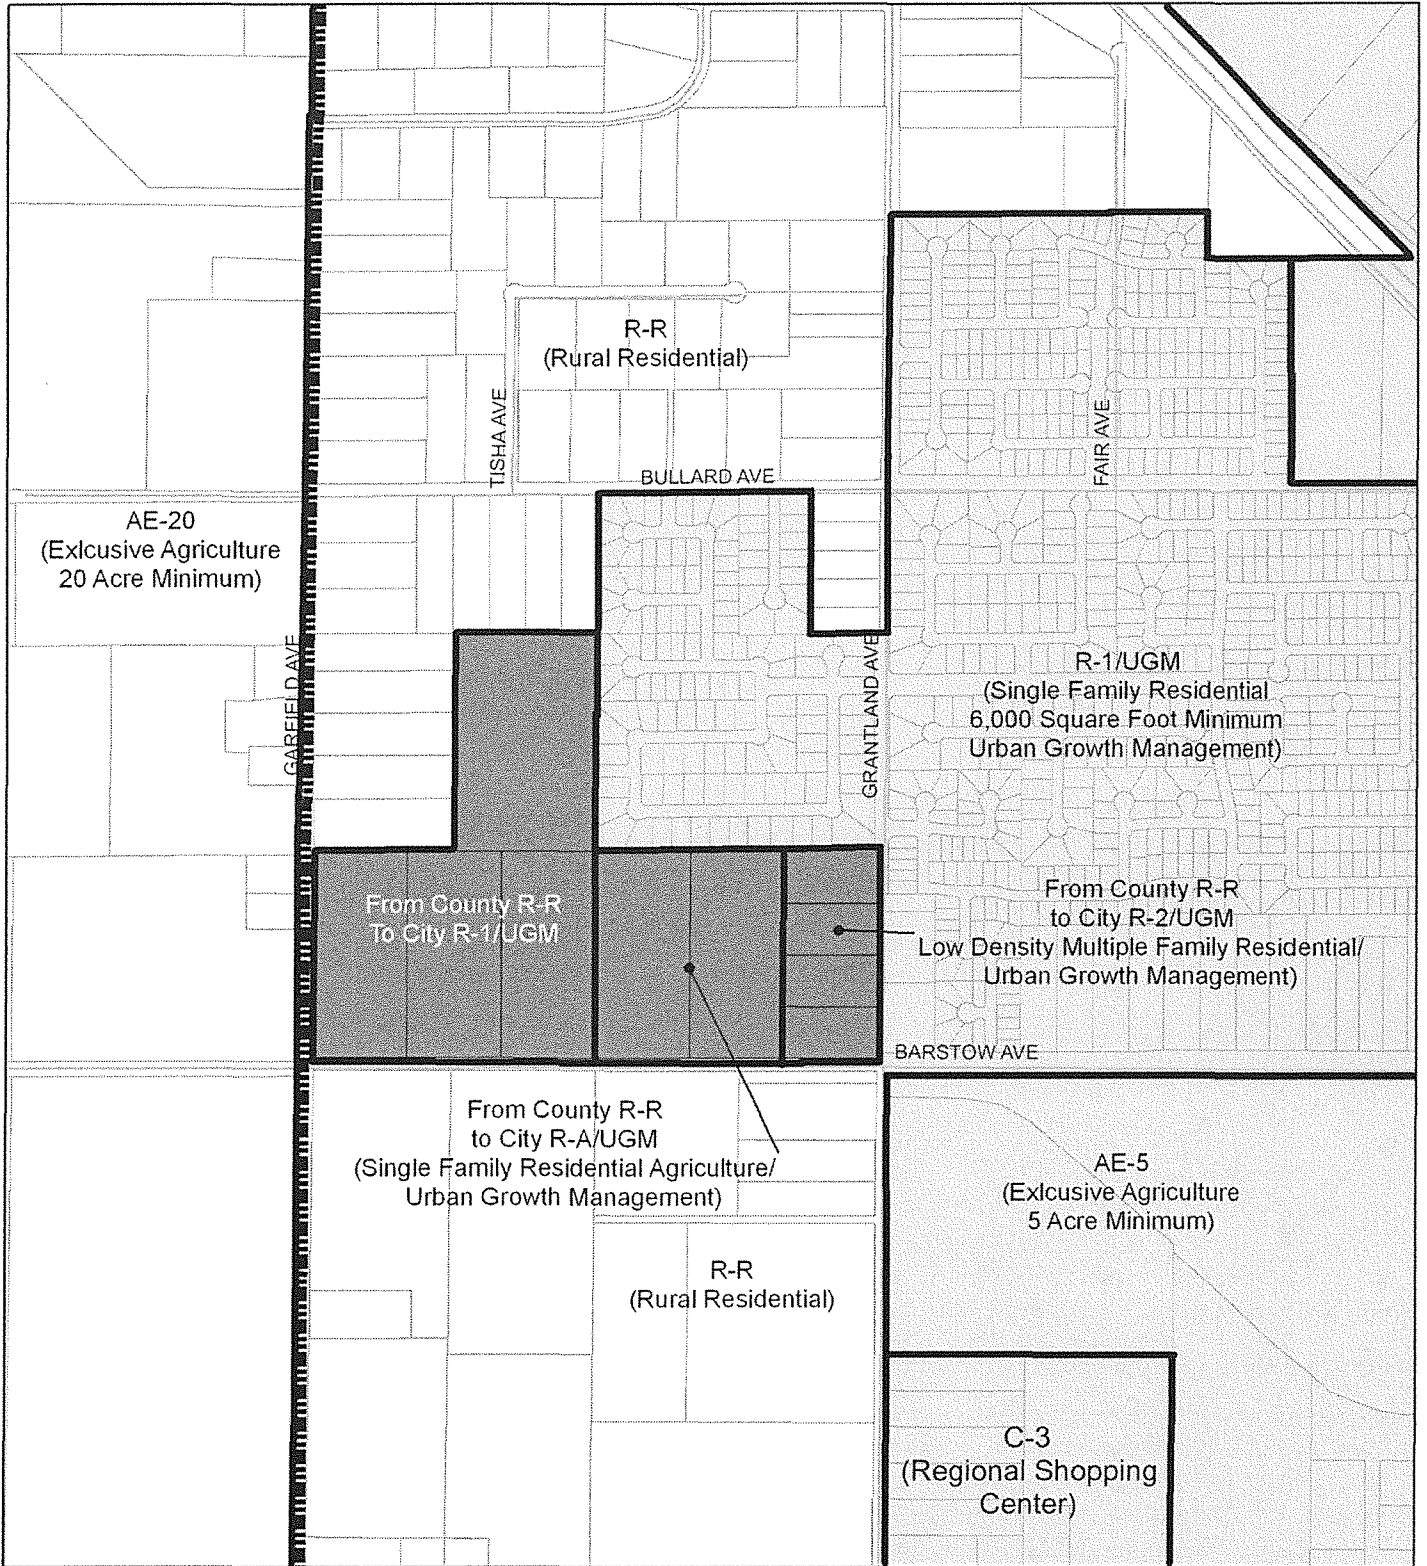 R-R
(Rural Residential)
TISHA AVE
FAIR AVE
BULLARD AVE
AE-20
(Exlcusive Agriculture
20 Acre Minimum)
GARFIELD AVE
GRANTLAND AVE
R-1/UGM
(Single Family Residential
6,000 Square Foot Minimum
Urban Growth Management)
From County R-R
To City R-1/UGM
From County R-R
to City R-2/UGM
Low Density Multiple Family Residential/
Urban Growth Management)
BARSTOW AVE
From County R-R
to City R-A/UGM
(Single Family Residential Agriculture/
Urban Growth Management)
AE-5
(Exlcusive Agriculture
5 Acre Minimum)
R-R
(Rural Residential)
C-3
(Regional Shopping
Center)